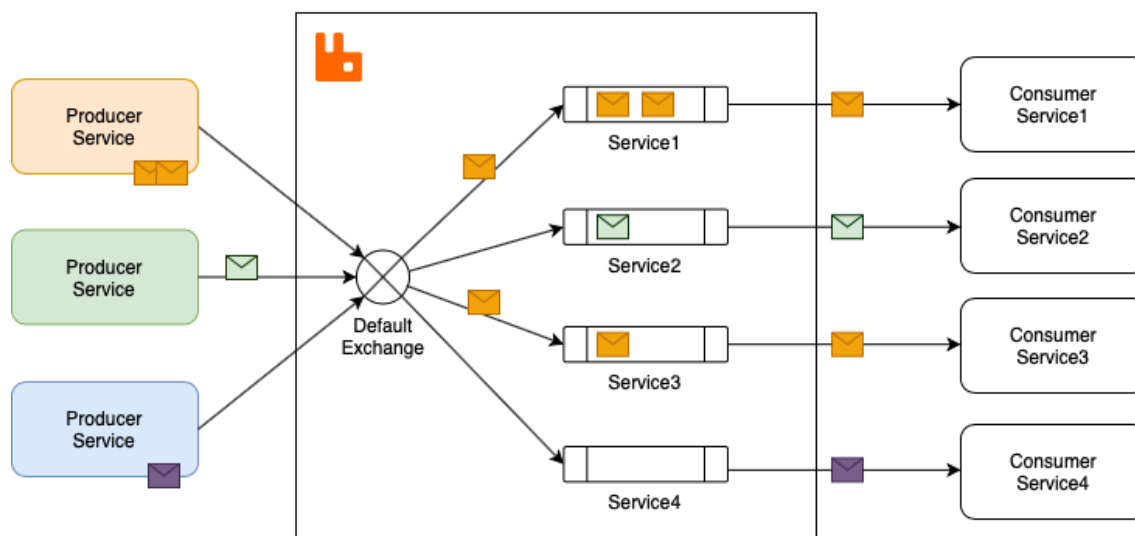 Producer
Service
Producer
Service
Producer
Service
Default
Exchange
Service1
Service2
Service3
Service4
Consumer
Service1
Consumer
Service2
Consumer
Service3
Consumer
Service4